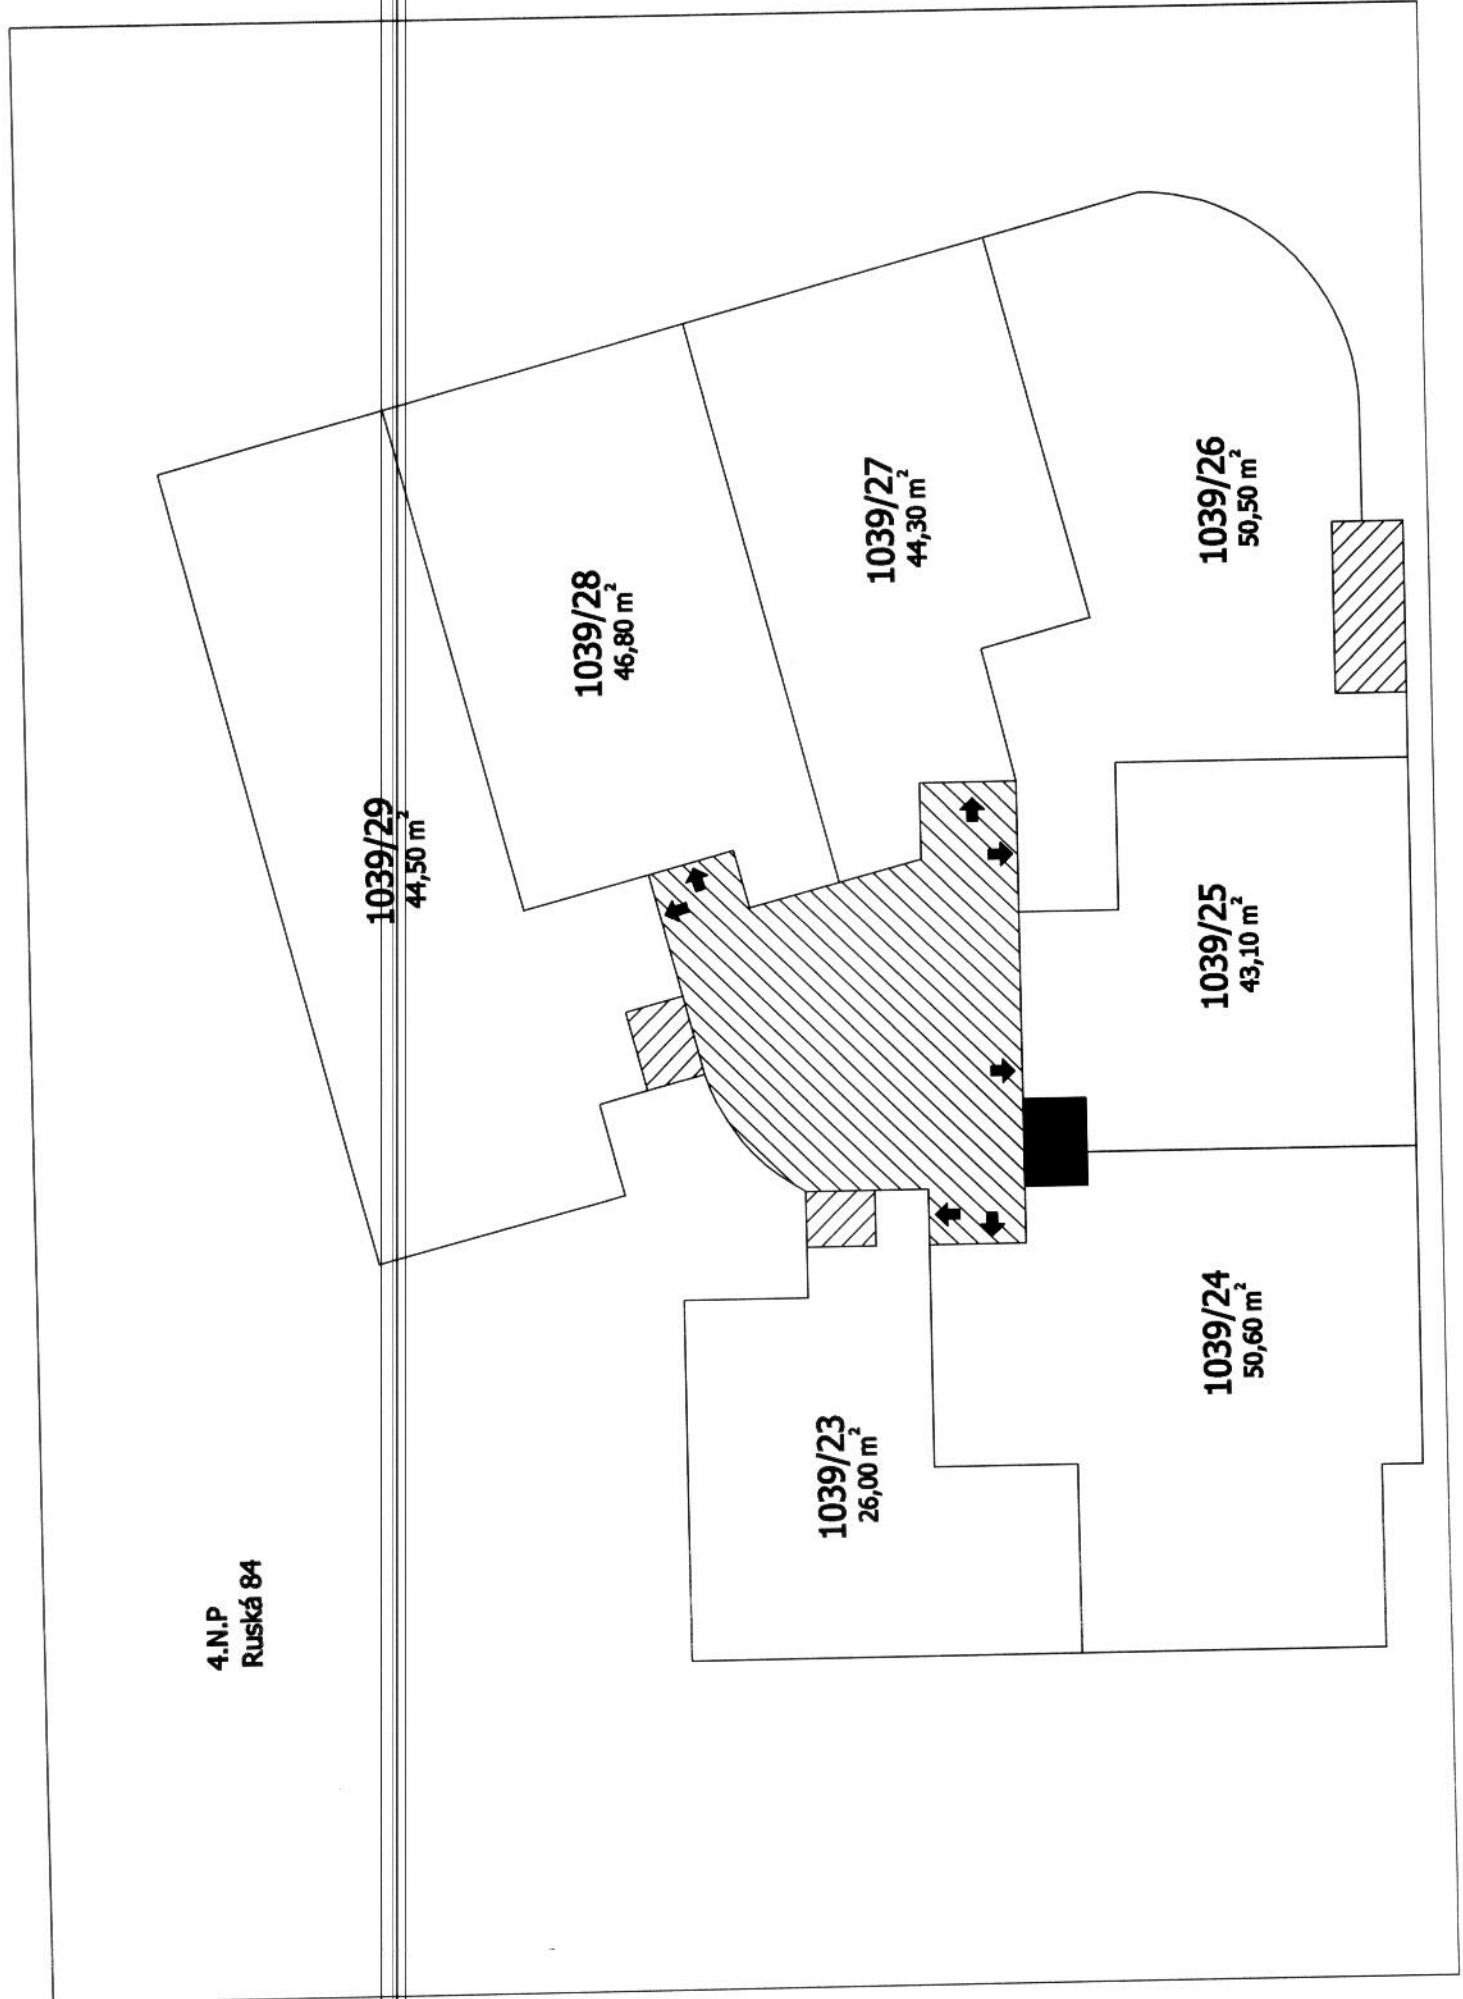 4.N.P
Ruská 84
1039/29
44,50 m²
1039/28
46,80 m²
1039/27
44,30 m²
1039/26
50,50 m²
1039/25
43,10 m²
1039/24
50,60 m²
1039/23
26,00 m²